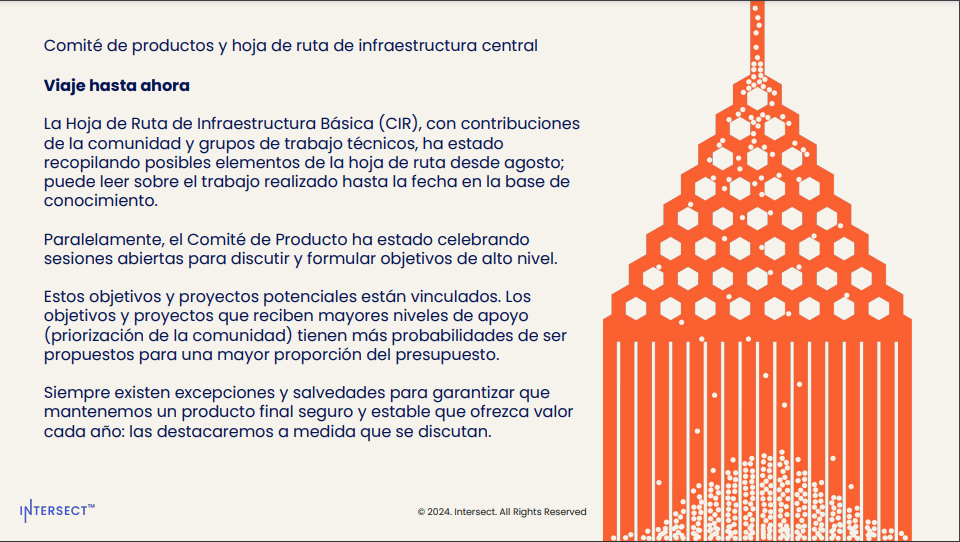 Comité de productos y hoja de ruta de infraestructura central
Viaje hasta ahora
La Hoja de Ruta de Infraestructura Básica (CIR), con contribuciones
de la comunidad y grupos de trabajo técnicos, ha estado
recopilando posibles elementos de la hoja de ruta desde agosto;
puede leer sobre el trabajo realizado hasta la fecha en la base de
conocimiento.
Paralelamente, el Comité de Producto ha estado celebrando
sesiones abiertas para discutir y formular objetivos de alto nivel.
Estos objetivos y proyectos potenciales están vinculados. Los
objetivos y proyectos que reciben mayores niveles de apoyo
(priorización de la comunidad) tienen más probabilidades de ser
propuestos para una mayor proporción del presupuesto.
Siempre existen excepciones y salvedades para garantizar que
mantenemos un producto final seguro y estable que ofrezca valor
cada año: las destacaremos a medida que se discutan.
INTERSECT™
© 2024. Intersect. All Rights Reserved